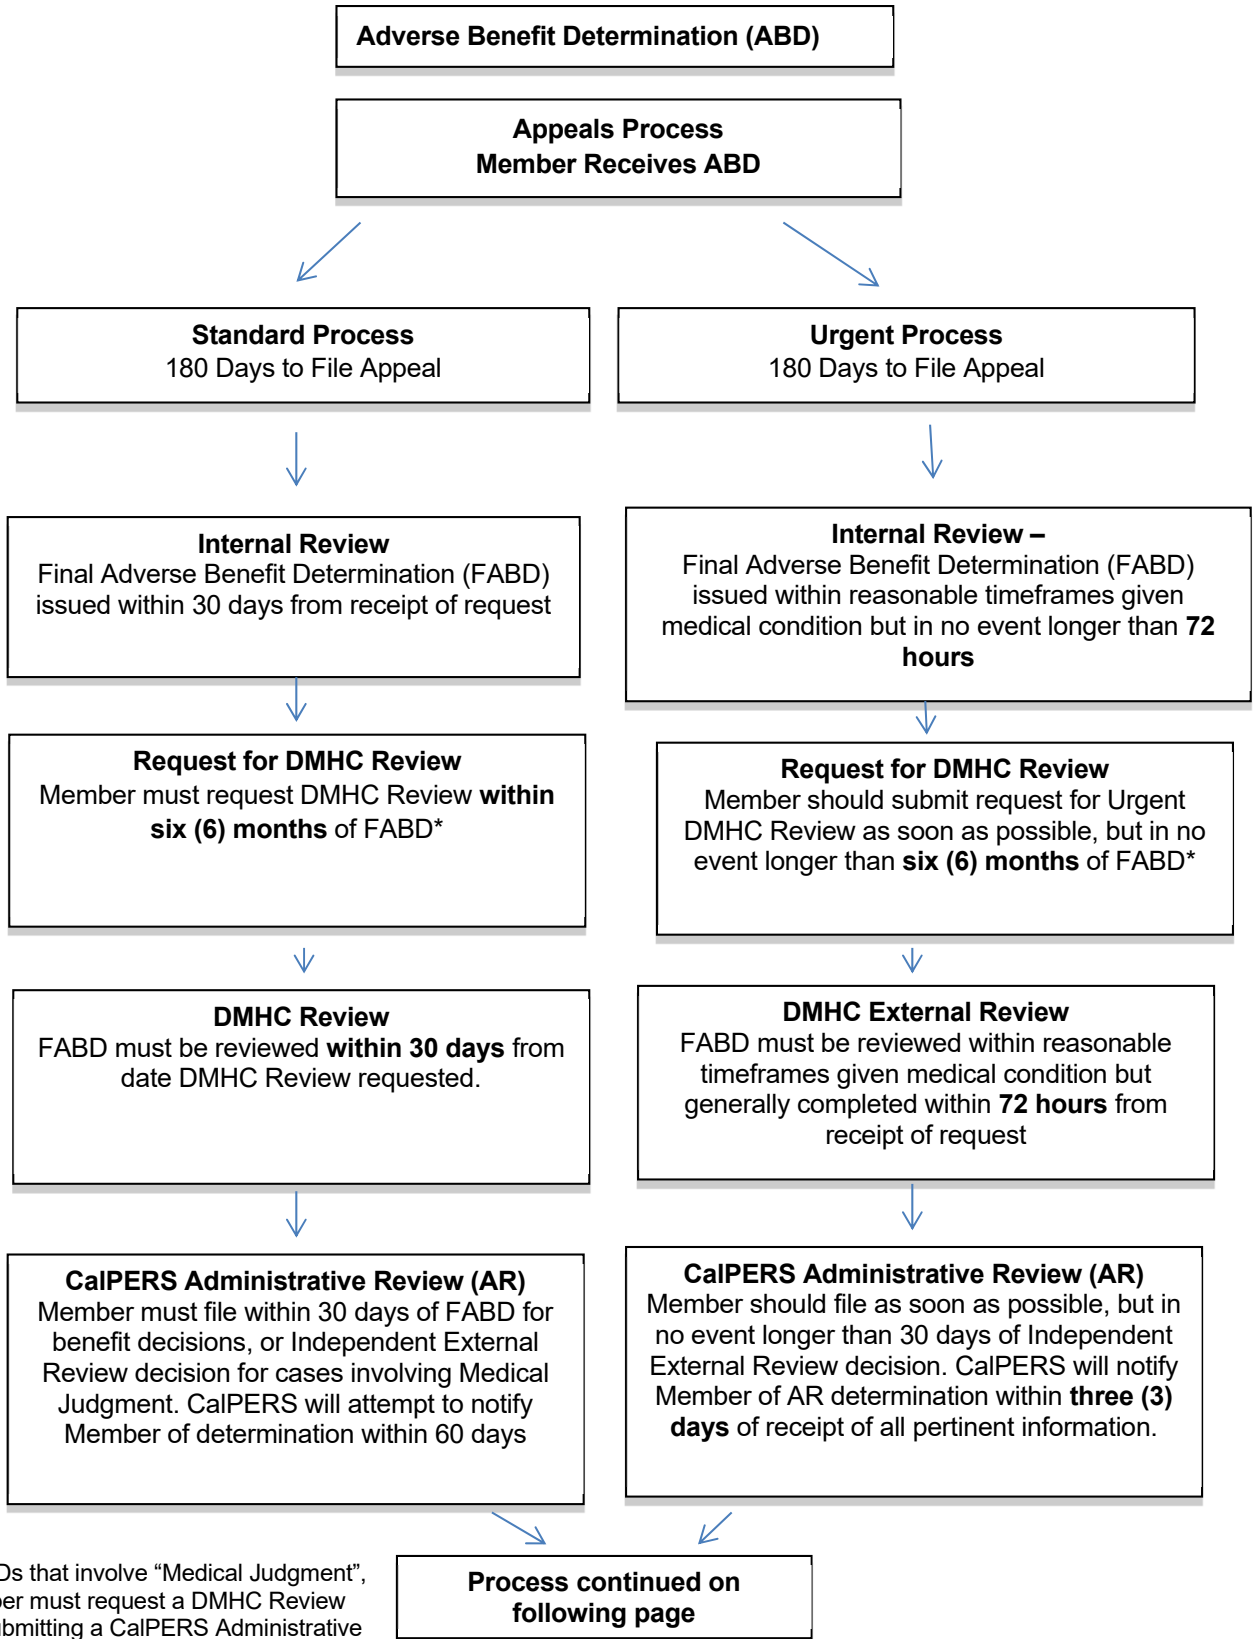 Adverse Benefit Determination (ABD)
Appeals Process
Member Receives ABD
Standard Process
180 Days to File Appeal
Urgent Process
180 Days to File Appeal
Internal Review
Final Adverse Benefit Determination (FABD)
issued within 30 days from receipt of request
Internal Review –
Final Adverse Benefit Determination (FABD)
issued within reasonable timeframes given
medical condition but in no event longer than 72
hours
Request for DMHC Review
Member must request DMHC Review within
six (6) months of FABD*
Request for DMHC Review
Member should submit request for Urgent
DMHC Review as soon as possible, but in no
event longer than six (6) months of FABD*
DMHC Review
FABD must be reviewed within 30 days from
date DMHC Review requested.
DMHC External Review
FABD must be reviewed within reasonable
timeframes given medical condition but
generally completed within 72 hours from
receipt of request
CalPERS Administrative Review (AR)
Member must file within 30 days of FABD for
benefit decisions, or Independent External
Review decision for cases involving Medical
Judgment. CalPERS will attempt to notify
Member of determination within 60 days
CalPERS Administrative Review (AR)
Member should file as soon as possible, but in
no event longer than 30 days of Independent
External Review decision. CalPERS will notify
Member of AR determination within three (3)
days of receipt of all pertinent information.
Ds that involve “Medical Judgment”,
ber must request a DMHC Review
ubmitting a CalPERS Administrative
Process continued on
following page